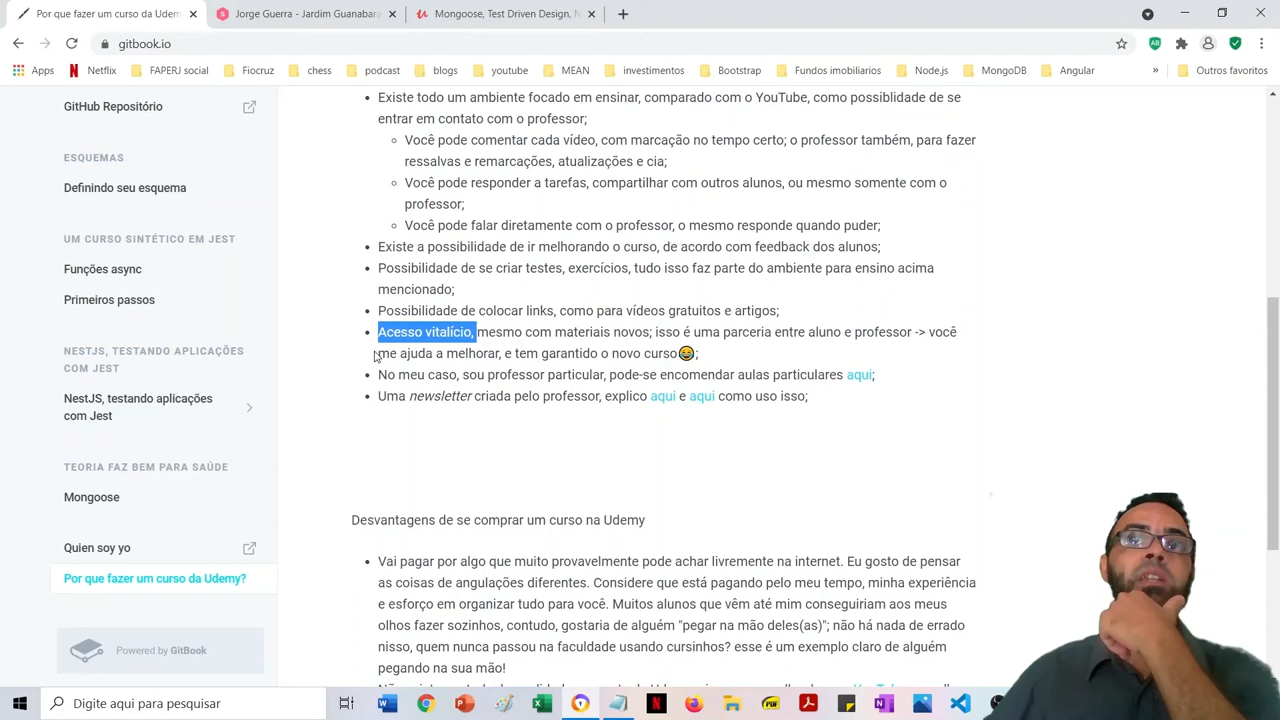 Por que fazer um curso da Udem
Jorge Guerra - Jardim Guanabara
Mongoose, Test Driven Design, N
gitbook.io
Apps
Netflix
FAPERJ social
Fiocruz
chess
podcast
blogs
youtube
MEAN
investimentos
Bootstrap
Fundos imobiliarios
Node.js
MongoDB
Angular
»
Outros favoritos
GitHub Repositório
ESQUEMAS
Definindo seu esquema
UM CURSO SINTÉTICO EM JEST
Funções async
Primeiros passos
NESTJS, TESTANDO APLICAÇÕES
COM JEST
NestJS, testando aplicações
com Jest
TEORIA FAZ BEM PARA SAÚDE
Mongoose
Quien soy yo
Por que fazer um curso da Udemy?
Powered by GitBook
Existe todo um ambiente focado em ensinar, comparado com o YouTube, como possiblidade de se
entrar em contato com o professor;
Você pode comentar cada vídeo, com marcação no tempo certo; o professor também, para fazer
ressalvas e remarcações, atualizações e cia;
Você pode responder a tarefas, compartilhar com outros alunos, ou mesmo somente com o
professor;
Você pode falar diretamente com o professor, o mesmo responde quando puder;
Existe a possibilidade de ir melhorando o curso, de acordo com feedback dos alunos;
Possibilidade de se criar testes, exercícios, tudo isso faz parte do ambiente para ensino acima
mencionado;
Possibilidade de colocar links, como para vídeos gratuitos e artigos;
Acesso vitalício, mesmo com materiais novos; isso é uma parceria entre aluno e professor -> você
me ajuda a melhorar, e tem garantido o novo curso😂;
No meu caso, sou professor particular, pode-se encomendar aulas particulares aqui;
Uma newsletter criada pelo professor, explico aqui e aqui como uso isso;
Desvantagens de se comprar um curso na Udemy
Vai pagar por algo que muito provavelmente pode achar livremente na internet. Eu gosto de pensar
as coisas de angulações diferentes. Considere que está pagando pelo meu tempo, minha experiência
e esforço em organizar tudo para você. Muitos alunos que vêm até mim conseguiriam aos meus
olhos fazer sozinhos, contudo, gostaria de alguém "pegar na mão deles(as)"; não há nada de errado
nisso, quem nunca passou na faculdade usando cursinhos? esse é um exemplo claro de alguém
pegando na sua mão!
Digite aqui para pesquisar